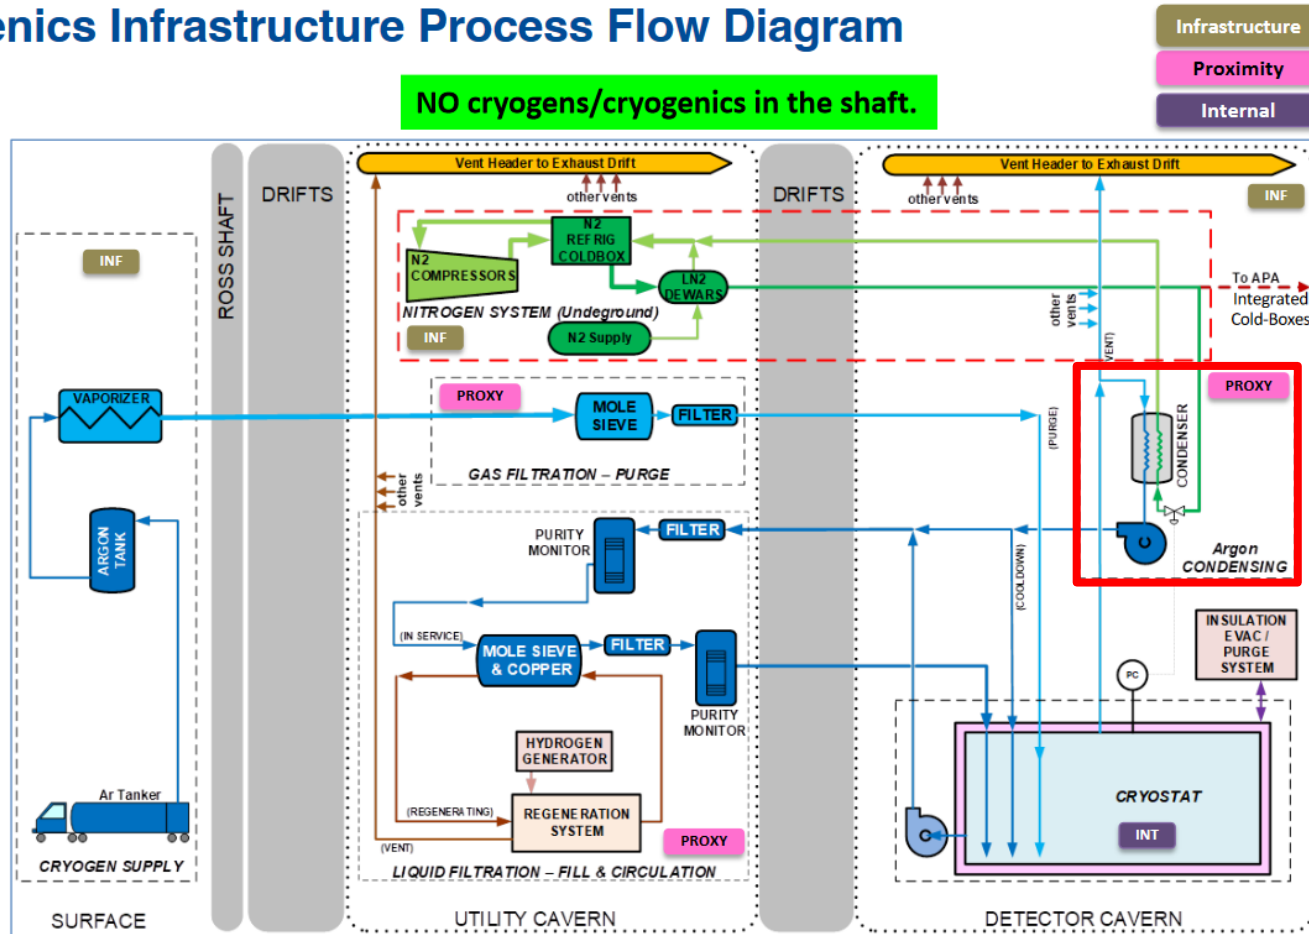 enics Infrastructure Process Flow Diagram
Infrastructure
Proximity
Internal
NO cryogens/cryogenics in the shaft.
Vent Header to Exhaust Drift
Vent Header to Exhaust Drift
ROSS SHAFT
DRIFTS
DRIFTS
other vents
other vents
INF
INF
N2
REFRIG
COLDBOX
N2
COMPRESSORS
LN2
DEWARS
NITROGEN SYSTEM (Undeground)
INF
N2 Supply
To APA
Integrated
Cold-Boxes
other
vents
(VENT)
PROXY
PROXY
VAPORIZER
MOLE
SIEVE
FILTER
(PURGE)
CONDENSER
GAS FILTRATION – PURGE
other
vents
ARGON
TANK
PURITY
MONITOR
FILTER
C
Argon
CONDENSING
(COOLDOWN)
(IN SERVICE)
MOLE SIEVE
& COPPER
FILTER
PURITY
MONITOR
INSULATION
EVAC /
PURGE
SYSTEM
PC
HYDROGEN
GENERATOR
Ar Tanker
(REGENERATING)
REGENERATION
SYSTEM
CRYOSTAT
C
INT
PROXY
(VENT)
CRYOGEN SUPPLY
LIQUID FILTRATION – FILL & CIRCULATION
SURFACE
UTILITY CAVERN
DETECTOR CAVERN